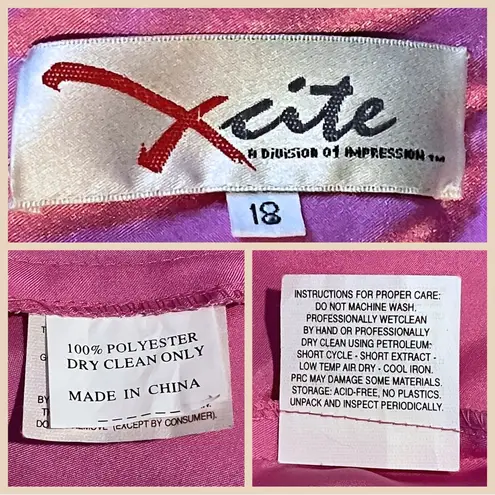 Xcite
A DIVISION OF IMPRESSION TM
18
100% POLYESTER
DRY CLEAN ONLY
MADE IN CHINA
(EXCEPT BY CONSUMER).
INSTRUCTIONS FOR PROPER CARE:
DO NOT MACHINE WASH.
PROFESSIONALLY WETCLEAN
BY HAND OR PROFESSIONALLY
DRY CLEAN USING PETROLEUM:
SHORT CYCLE - SHORT EXTRACT -
LOW TEMP AIR DRY - COOL IRON.
PRC MAY DAMAGE SOME MATERIALS.
STORAGE: ACID-FREE, NO PLASTICS.
UNPACK AND INSPECT PERIODICALLY.